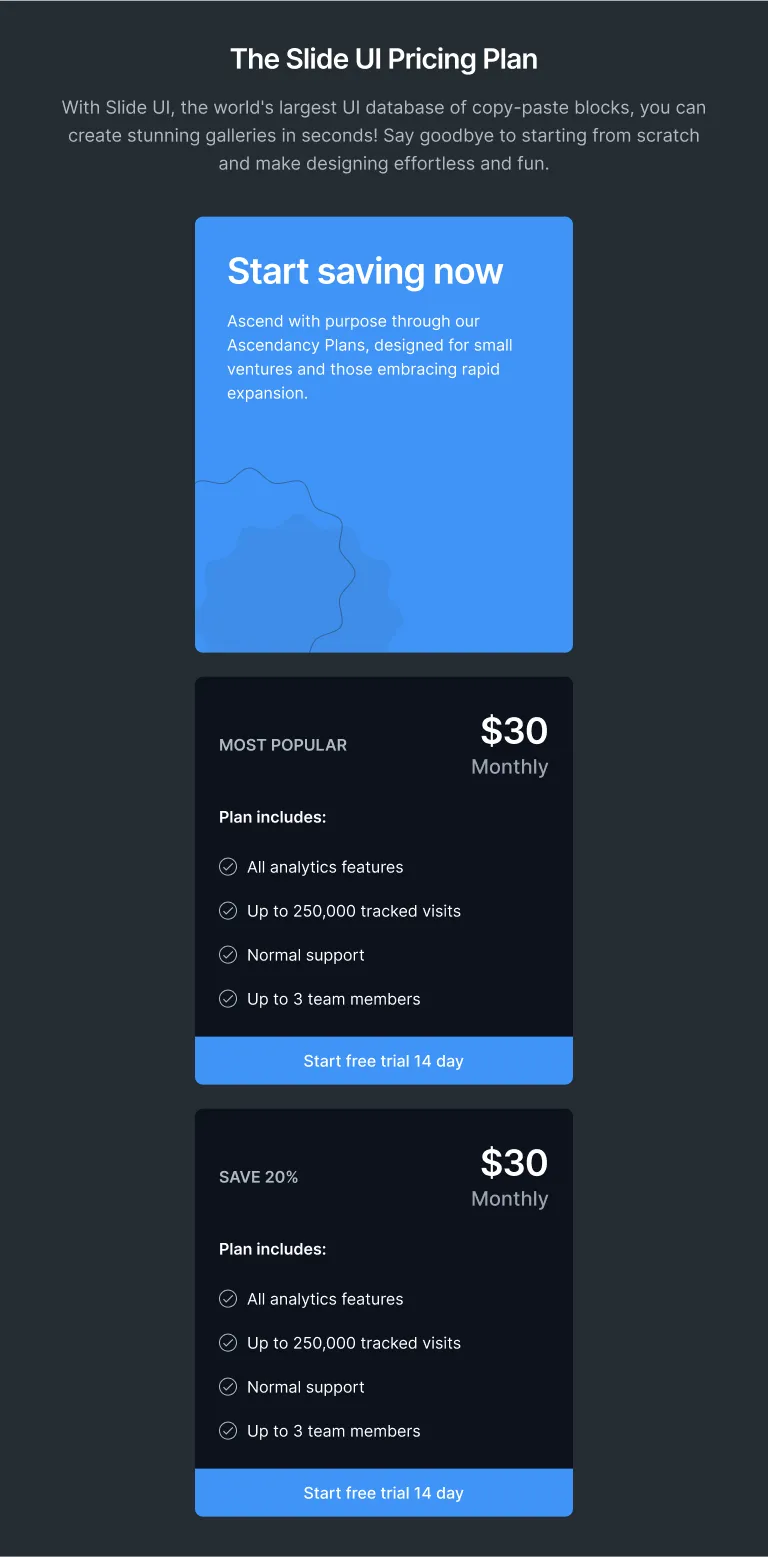 The Slide UI Pricing Plan
With Slide UI, the world's largest UI database of copy-paste blocks, you can
create stunning galleries in seconds! Say goodbye to starting from scratch
and make designing effortless and fun.
Start saving now
Ascend with purpose through our
Ascendancy Plans, designed for small
ventures and those embracing rapid
expansion.
MOST POPULAR
$30
Monthly
Plan includes:
All analytics features
Up to 250,000 tracked visits
Normal support
Up to 3 team members
Start free trial 14 day
SAVE 20%
$30
Monthly
Plan includes:
All analytics features
Up to 250,000 tracked visits
Normal support
Up to 3 team members
Start free trial 14 day